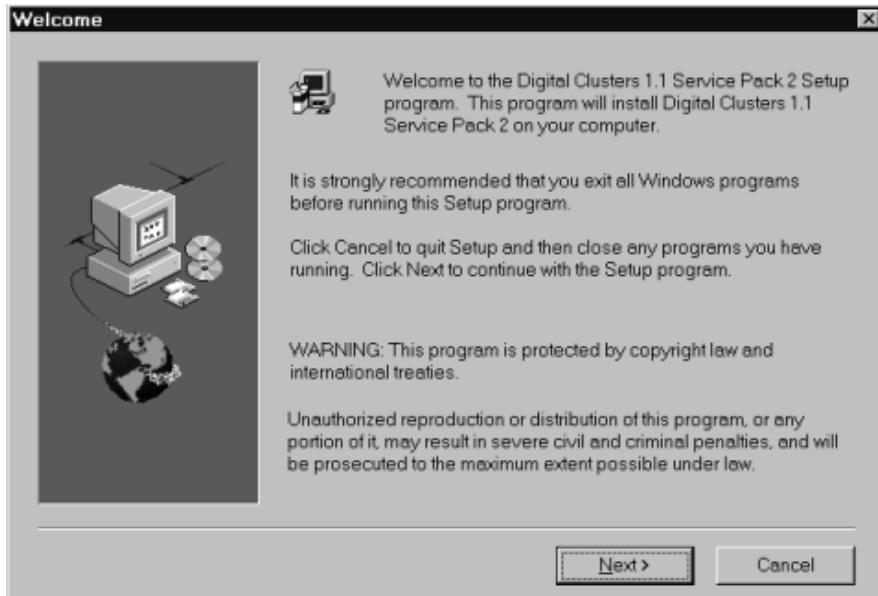 Welcome
Welcome to the Digital Clusters 1.1 Service Pack 2 Setup
program. This program will install Digital Clusters 1.1
Service Pack 2 on your computer.
It is strongly recommended that you exit all Windows programs
before running this Setup program.
Click Cancel to quit Setup and then close any programs you have
running. Click Next to continue with the Setup program.
WARNING: This program is protected by copyright law and
international treaties.
Unauthorized reproduction or distribution of this program, or any
portion of it, may result in severe civil and criminal penalties, and will
be prosecuted to the maximum extent possible under law.
Next >
Cancel